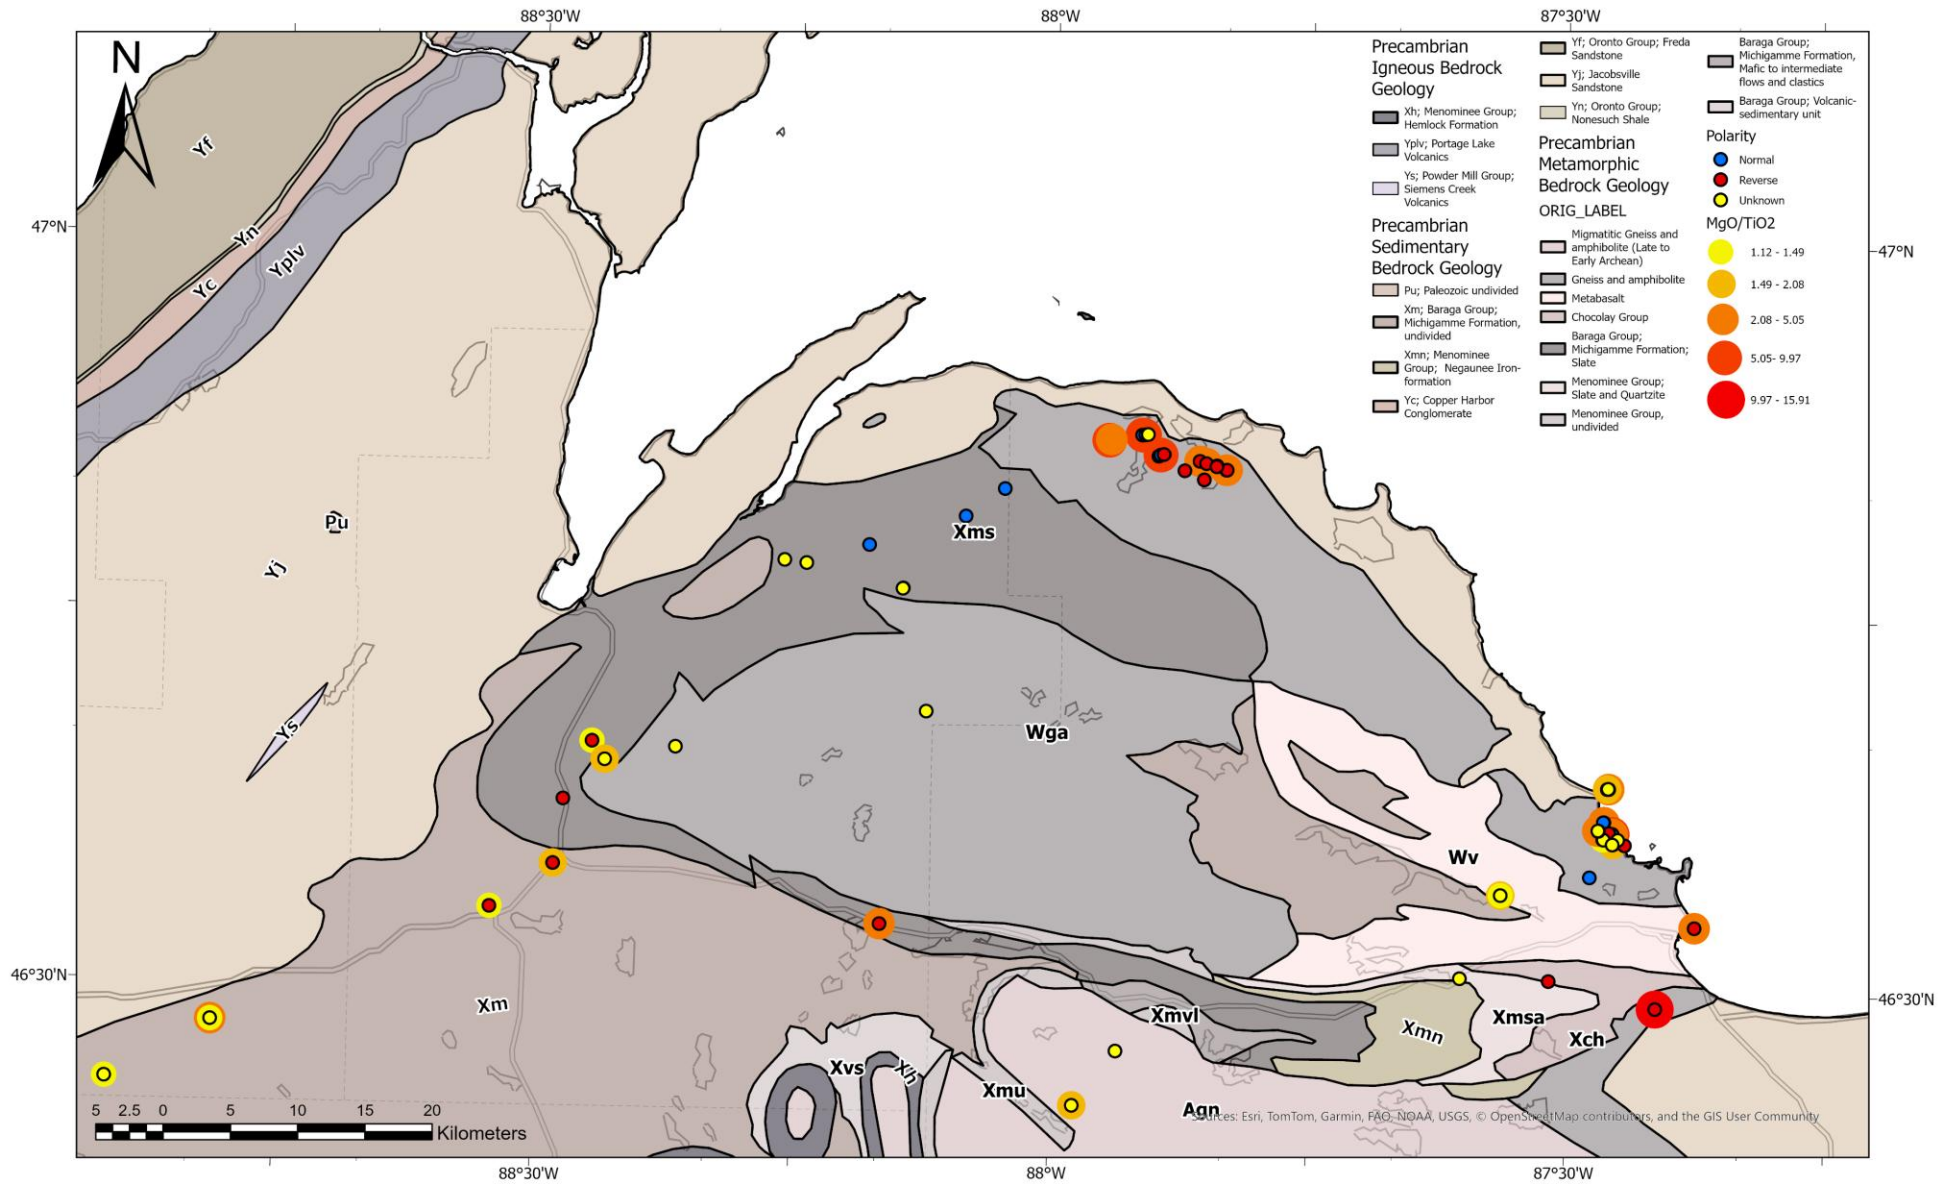 88°30'W
88°W
87°30'W
N
47°N
47°N
46°30'N
46°30'N
Precambrian
Igneous Bedrock
Geology
Xh; Menominee Group;
Hemlock Formation
Yplv; Portage Lake
Volcanics
Ys; Powder Mill Group;
Siemens Creek
Volcanics
Precambrian
Sedimentary
Bedrock Geology
Pu; Paleozoic undivided
Xm; Baraga Group;
Michigamme Formation,
undivided
Xmn; Menominee
Group; Negaunee Iron-
formation
Yc; Copper Harbor
Conglomerate
Yf; Oronto Group; Freda
Sandstone
Yj; Jacobsville
Sandstone
Yn; Oronto Group;
Nonesuch Shale
Precambrian
Metamorphic
Bedrock Geology
ORIG_LABEL
Migmatitic Gneiss and
amphibolite (Late to
Early Archean)
Gneiss and amphibolite
Metabasalt
Chocolay Group
Baraga Group;
Michigamme Formation;
Slate
Menominee Group;
Slate and Quartzite
Menominee Group,
undivided
Baraga Group;
Michigamme Formation,
Mafic to intermediate
flows and clastics
Baraga Group; Volcanic-
sedimentary unit
Polarity
Normal
Reverse
Unknown
MgO/TiO2
1.12 - 1.49
1.49 - 2.08
2.08 - 5.05
5.05- 9.97
9.97 - 15.91
Yf
Yn
Yc
Yplv
Pu
Yj
Ys
Xms
Wga
Wv
Xm
Xmvl
Xmn
Xmsa
Xch
Xvs
Xh
Xmu
Agn
5 2.5 0 5 10 15 20
Kilometers
Sources: Esri, TomTom, Garmin, FAO, NOAA, USGS, © OpenStreetMap contributors, and the GIS User Community
88°30'W
88°W
87°30'W